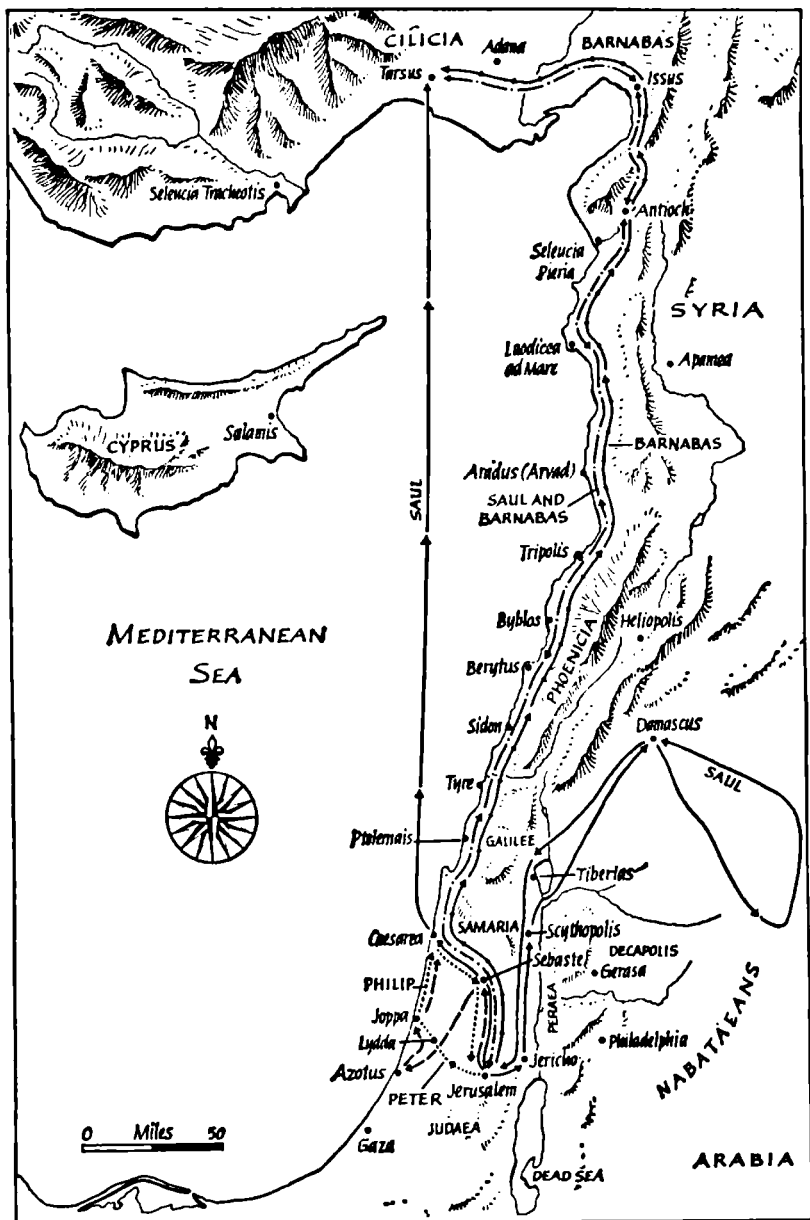 CILICIA
Adana
BARNABAS
Tarsus
Issus
Seleucia Tracheotis
Antioch
Seleucia
Pieria
SYRIA
Laodicea
ad Mare
Apamea
CYPRUS
Salamis
BARNABAS
Aradus (Arvad)
SAUL AND
BARNABAS
SAUL
Tripolis
Byblos
Heliopolis
MEDITERRANEAN
SEA
Berytus
PHOENICIA
N
Sidon
Damascus
SAUL
Tyre
Ptolemais
GALILEE
Tiberias
Caesarea
SAMARIA
Scythopolis
DECAPOLIS
Sebaste
Gerasa
PHILIP
PERAEA
Joppa
Lydda
Philadelphia
NABATAEANS
Azotus
Jericho
PETER
Jerusalem
0 Miles 50
Gaza
JUDAEA
ARABIA
DEAD SEA